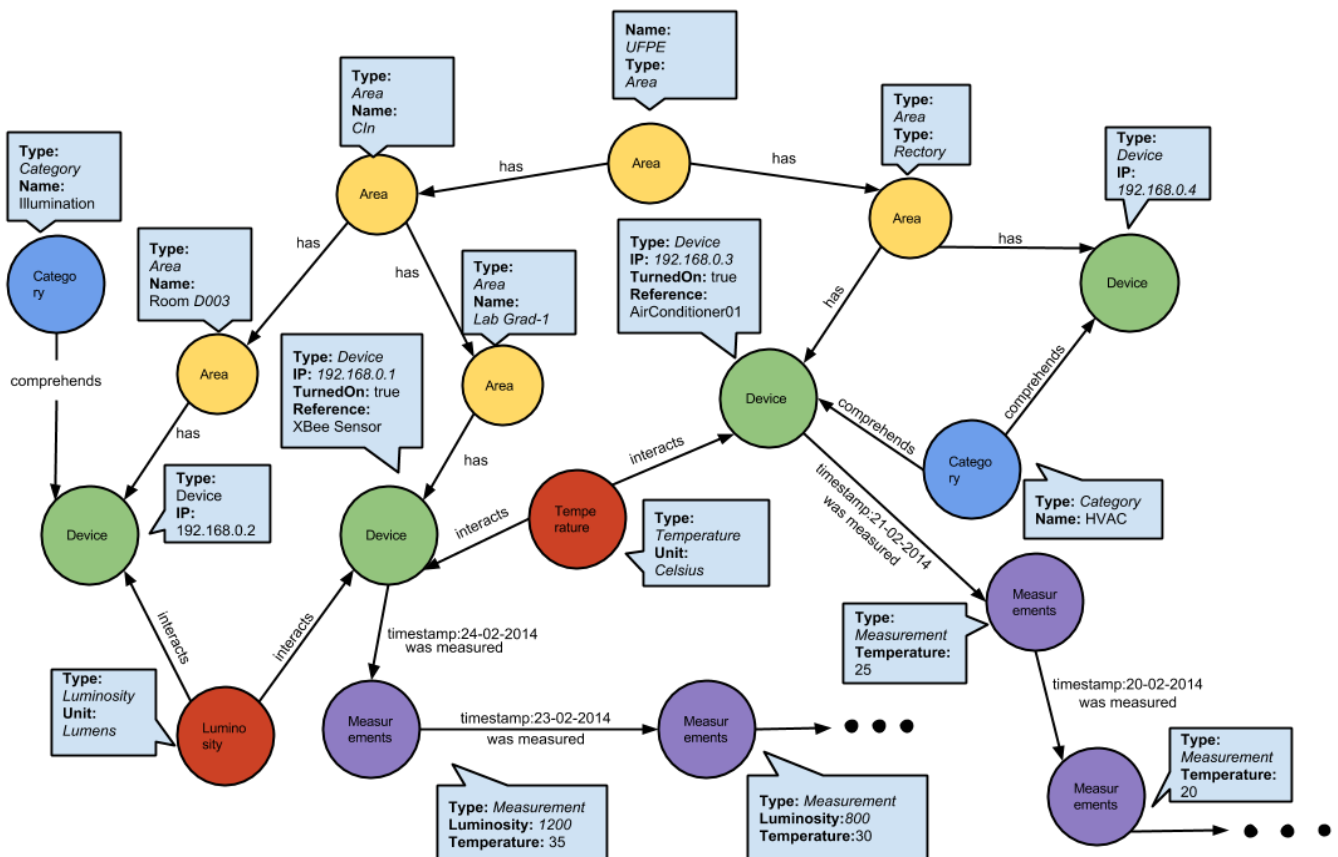 Name:
UFPE
Type:
Area
Type:
Area
Name:
CIn
Type:
Area
Type:
Rectory
Type:
Device
IP:
192.168.0.4
Type:
Category
Name:
Illumination
Area
has
has
Area
Area
has
Device
Catego
ry
Type:
Area
Name:
Room D003
has
has
Type:
Area
Name:
Lab Grad-1
Type: Device
IP: 192.168.0.3
TurnedOn: true
Reference:
AirConditioner01
has
comprehends
Area
Type: Device
IP: 192.168.0.1
TurnedOn: true
Reference:
XBee Sensor
Area
Device
comprehends
comprehends
has
has
interacts
Catego
ry
Type: Category
Name: HVAC
Device
Type:
Device
IP:
192.168.0.2
Device
interacts
Tempe
rature
Type:
Temperature
Unit:
Celsius
timestamp:21-02-2014
was measured
interacts
interacts
timestamp:24-02-2014
was measured
Type:
Measurement
Temperature:
25
Measur
ements
Type:
Luminosity
Unit:
Lumens
Lumino
sity
Measur
ements
timestamp:23-02-2014
was measured
Measur
ements
timestamp:20-02-2014
was measured
Type: Measurement
Luminosity: 1200
Temperature: 35
Type: Measurement
Luminosity:800
Temperature:30
Measur
ements
Type:
Measurement
Temperature:
20